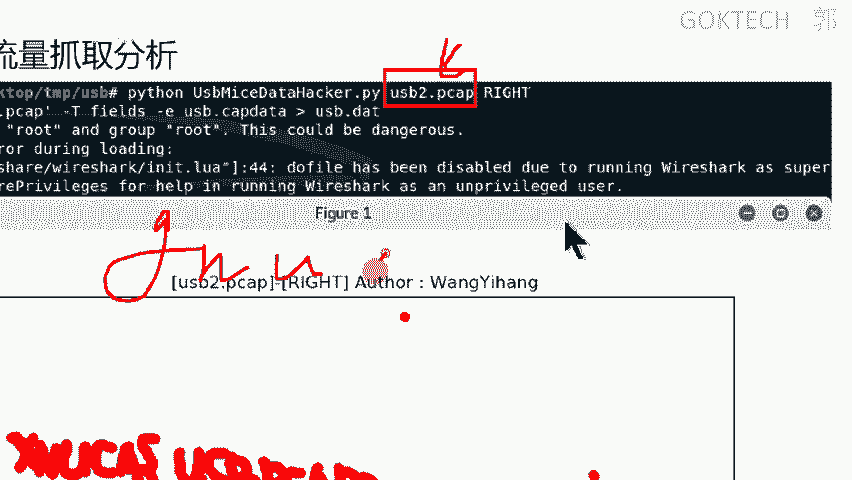 GOKTECH 郭
流量抓取分析
ktop/tmp/usb# python UsbMiceDataHacker.py usb2.pcap RIGHT
.pcap' -T fields -e usb.capdata > usb.dat
"root" and group "root". This could be dangerous.
ror during loading:
share/wireshark/init.lua"]:44: dofile has been disabled due to running Wireshark as super
rePrivileges for help in running Wireshark as an unprivileged user.
Figure 1
gnu
[usb2.pcap]-[RIGHT] Author : WangYihang
XNUCA{